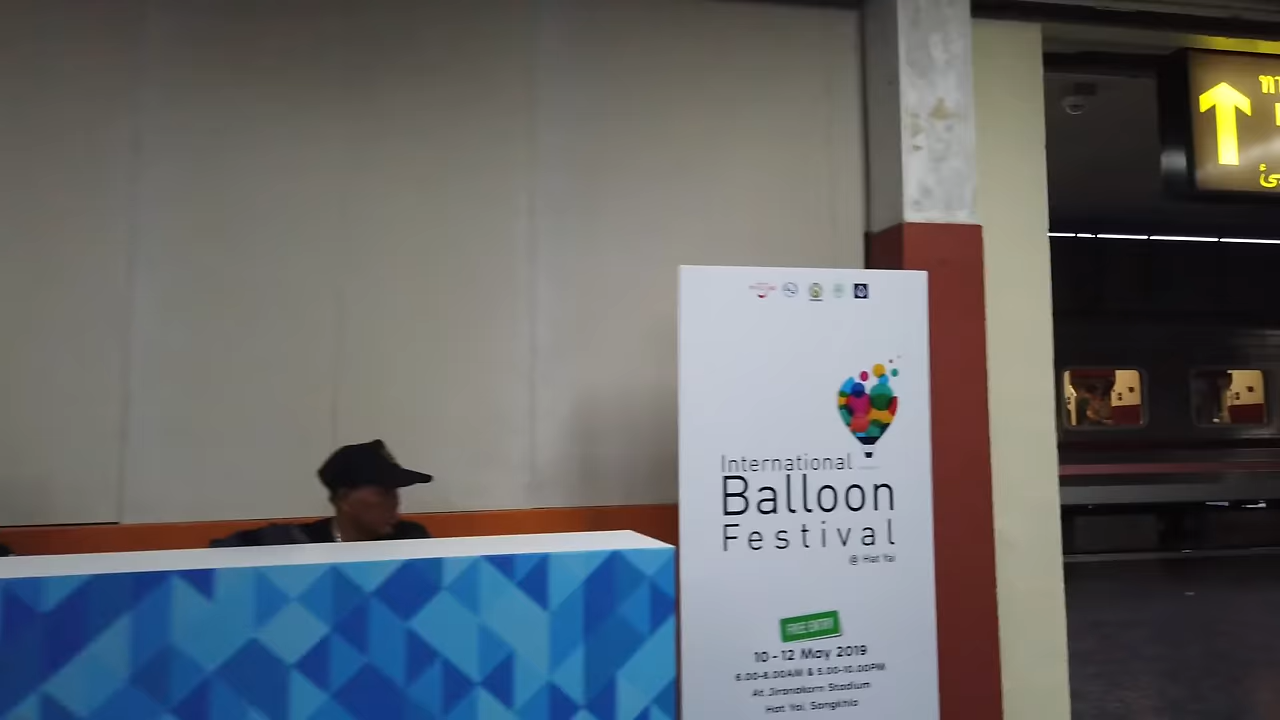 International
Balloon
Festival
@ Hat Yai
FREE ENTRY
10-12 May 2019
6.00-8.00AM & 5.00-10.00PM
At Jiranakorn Stadium
Hat Yai, Songkhla